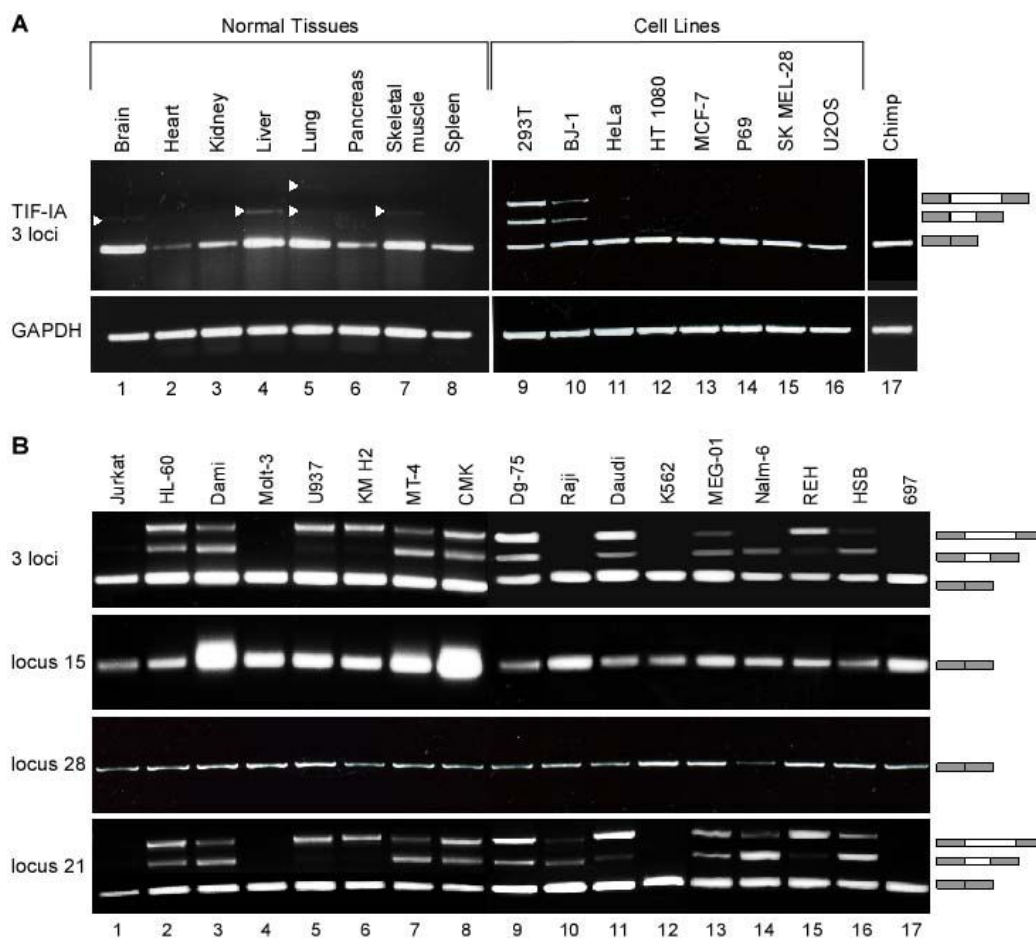 A
Normal Tissues
Cell Lines
Brain
Heart
Kidney
Liver
Lung
Pancreas
Skeletal
muscle
Spleen
293T
BJ-1
HeLa
HT 1080
MCF-7
P69
SK MEL-28
U2OS
Chimp
TIF-IA
3 loci
GAPDH
1 2 3 4 5 6 7 8 9 10 11 12 13 14 15 16 17
B
Jurkat
HL-60
Dami
Molt-3
U937
KM H2
MT-4
CMK
Dg-75
Raji
Daudi
K562
MEG-01
Nalm-6
REH
HSB
697
3 loci
locus 15
locus 28
locus 21
1 2 3 4 5 6 7 8 9 10 11 12 13 14 15 16 17